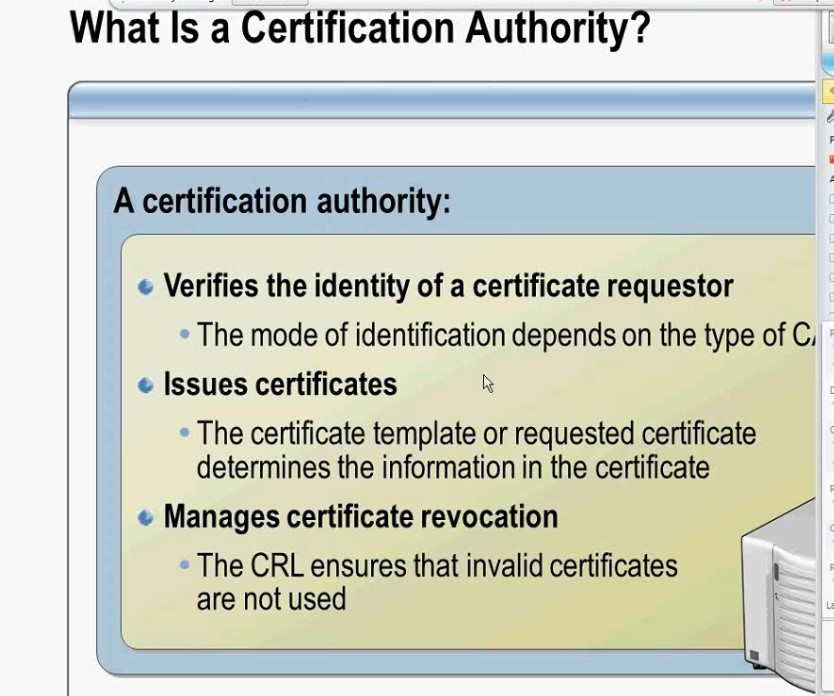 What Is a Certification Authority?
A certification authority:
Verifies the identity of a certificate requestor
The mode of identification depends on the type of CA
Issues certificates
The certificate template or requested certificate
determines the information in the certificate
Manages certificate revocation
The CRL ensures that invalid certificates
are not used